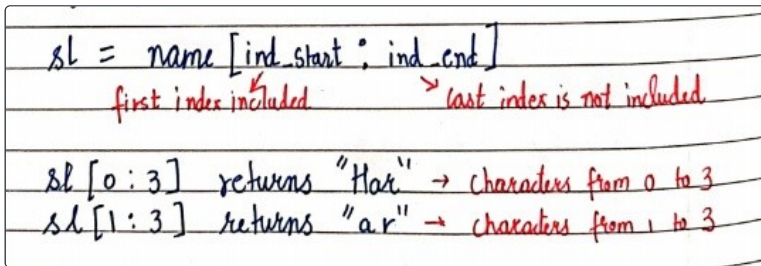 sl = name [ind_start : ind_end]
first index included last index is not included
sl [0 : 3] returns "Har" → characters from 0 to 3
sl [1 : 3] returns "ar" → characters from 1 to 3